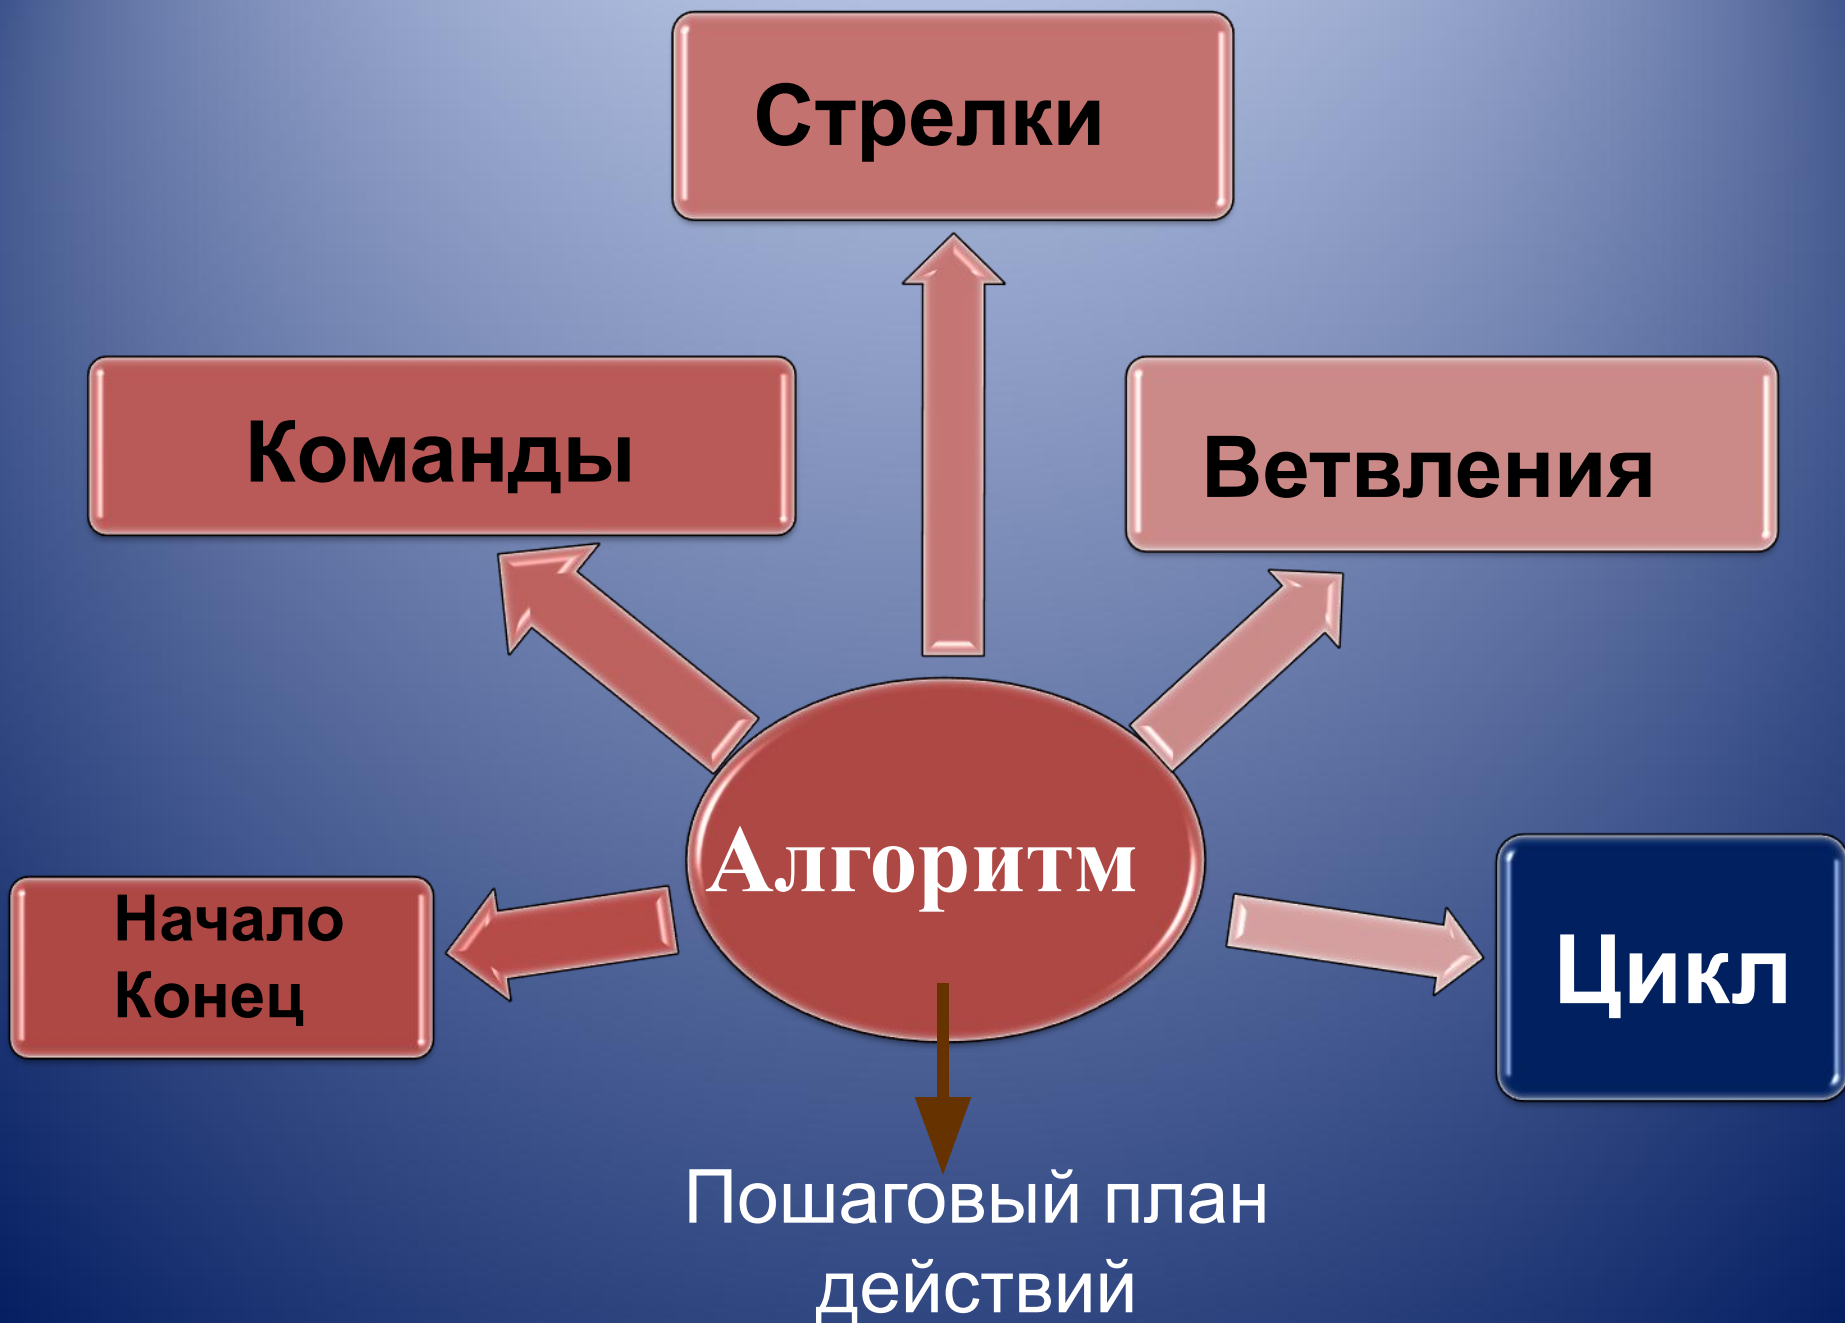 Стрелки
Команды
Ветвления
Алгоритм
Начало
Конец
Цикл
Пошаговый план
действий